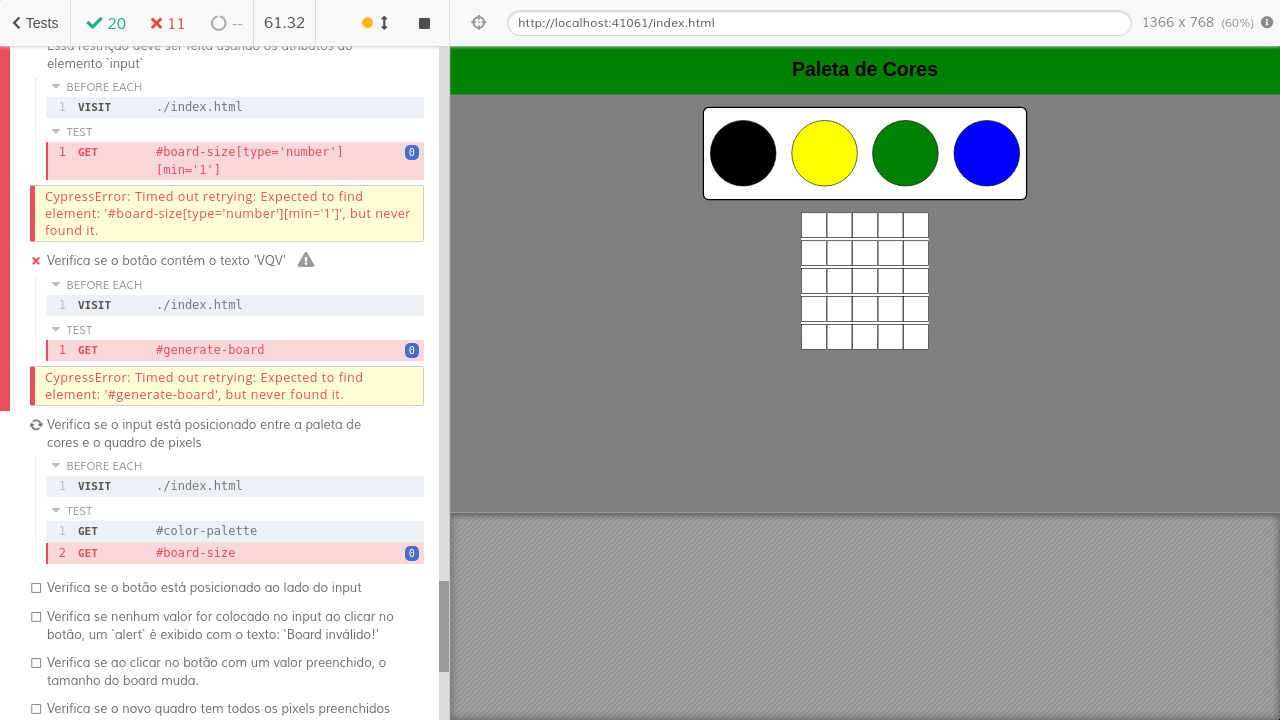 Tests
20
11
--
61.32
http://localhost:41061/index.html
1366 x 768 (60%)
Essa restrição deve ser feita usando os atributos do
elemento `input`
BEFORE EACH
1 VISIT ./index.html
TEST
1 GET #board-size[type='number']
[min='1']
0
CypressError: Timed out retrying: Expected to find
element: '#board-size[type='number'][min='1']', but never
found it.
Verifica se o botão contém o texto 'VQV'
BEFORE EACH
1 VISIT ./index.html
TEST
1 GET #generate-board 0
CypressError: Timed out retrying: Expected to find
element: '#generate-board', but never found it.
Verifica se o input está posicionado entre a paleta de
cores e o quadro de pixels
BEFORE EACH
1 VISIT ./index.html
TEST
1 GET #color-palette
2 GET #board-size 0
Verifica se o botão está posicionado ao lado do input
Verifica se nenhum valor for colocado no input ao clicar no
botão, um `alert` é exibido com o texto: 'Board inválido!'
Verifica se ao clicar no botão com um valor preenchido, o
tamanho do board muda.
Verifica se o novo quadro tem todos os pixels preenchidos
Paleta de Cores